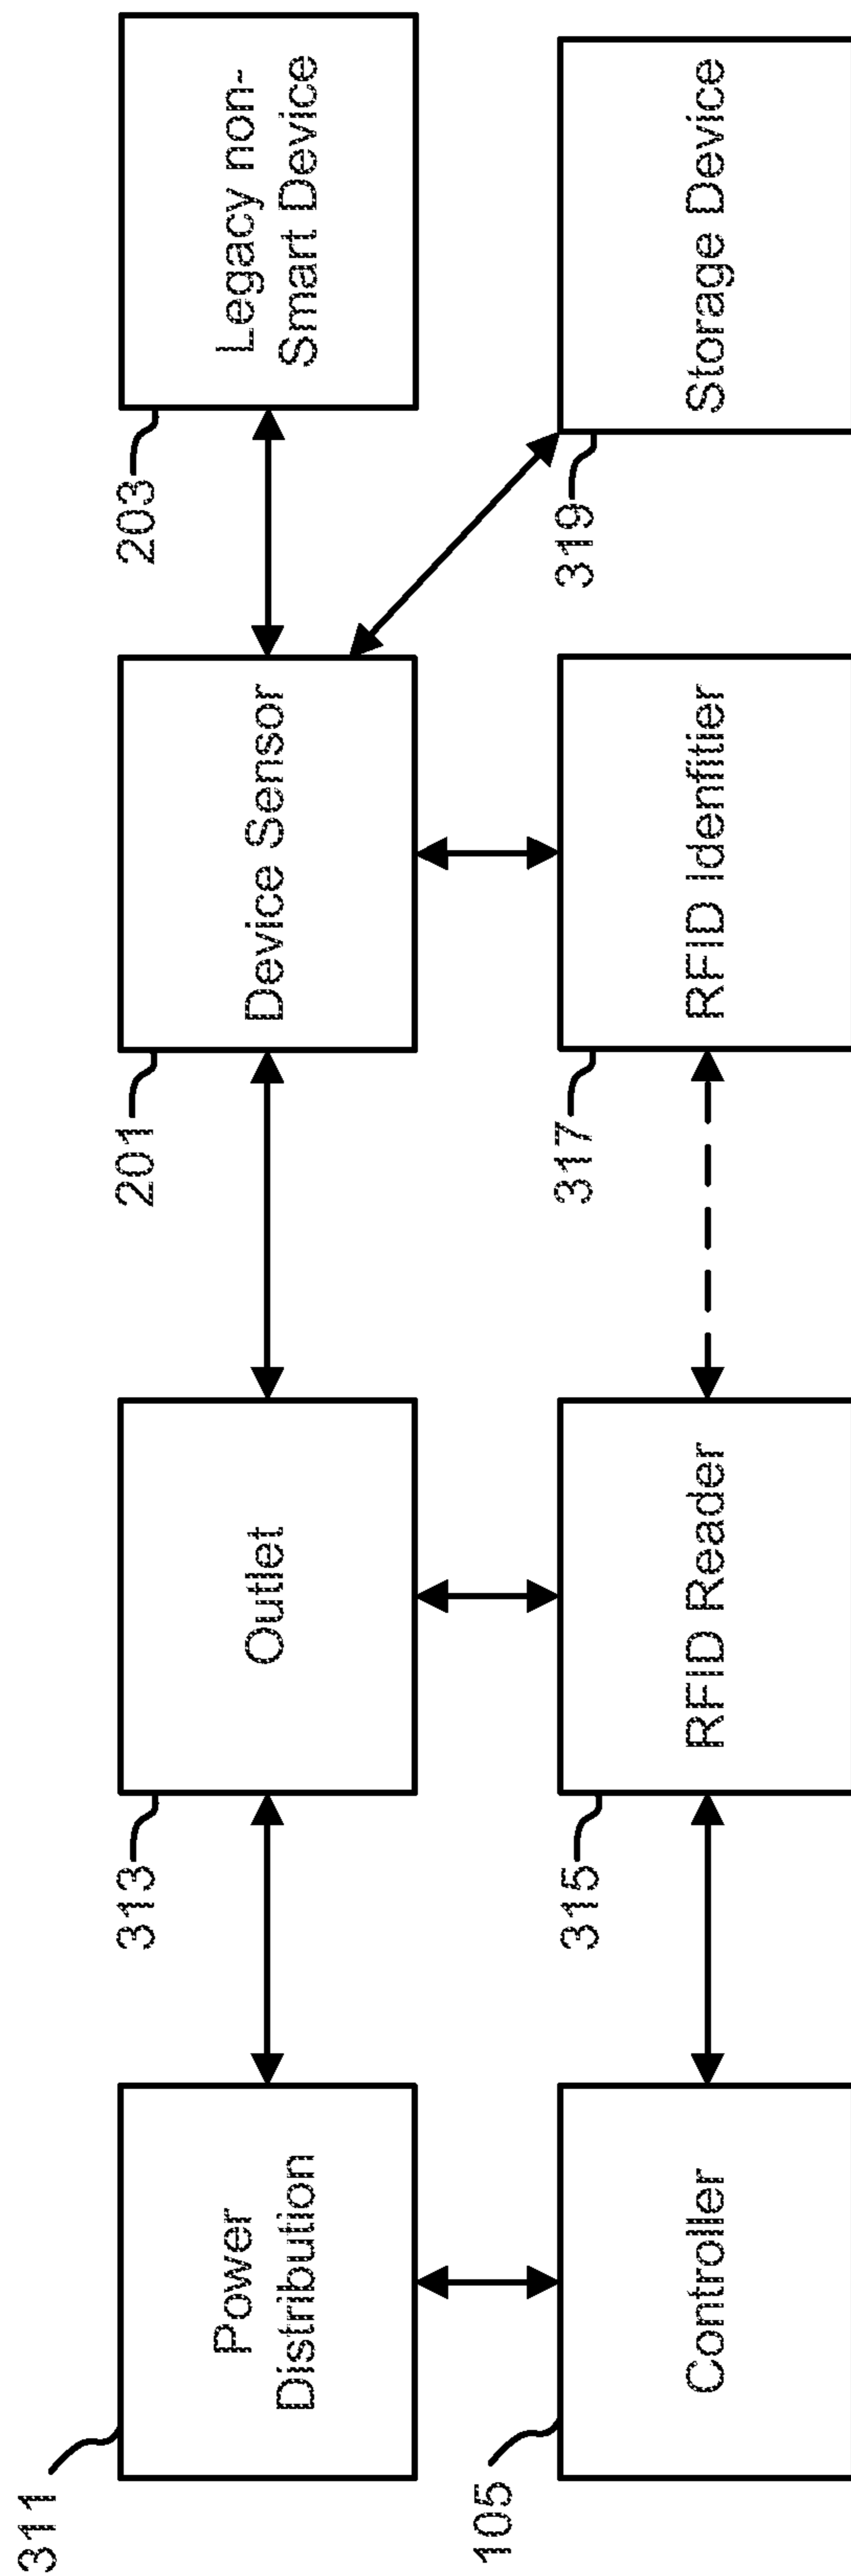 311
Power
Distribution
313
Outlet
201
Device Sensor
203
Legacy non-
Smart Device
105
Controller
315
RFID Reader
317
RFID Idenfitier
319
Storage Device